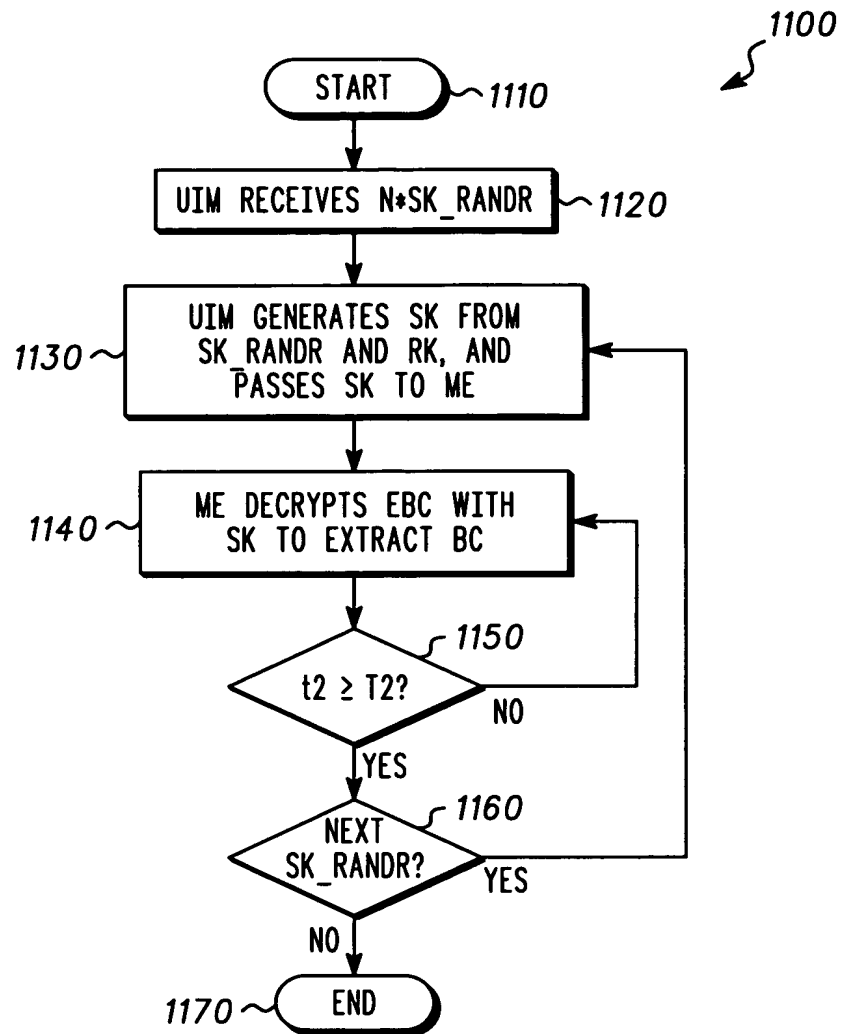 1100
START
1110
UIM RECEIVES N*SK_RANDR
1120
UIM GENERATES SK FROM
SK_RANDR AND RK, AND
PASSES SK TO ME
1130
ME DECRYPTS EBC WITH
SK TO EXTRACT BC
1140
1150
t2 ≥ T2?
NO
YES
1160
NEXT
SK_RANDR?
YES
NO
END
1170